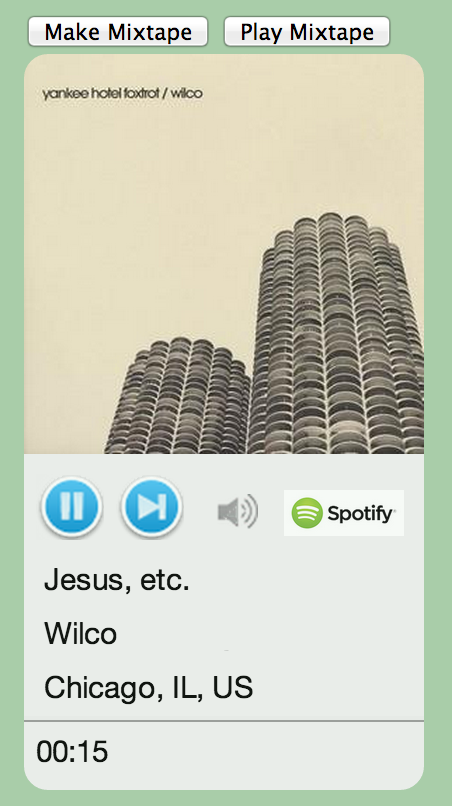 Make Mixtape Play Mixtape
yankee hotel foxtrot / wilco
Spotify
Jesus, etc.
Wilco
Chicago, IL, US
00:15